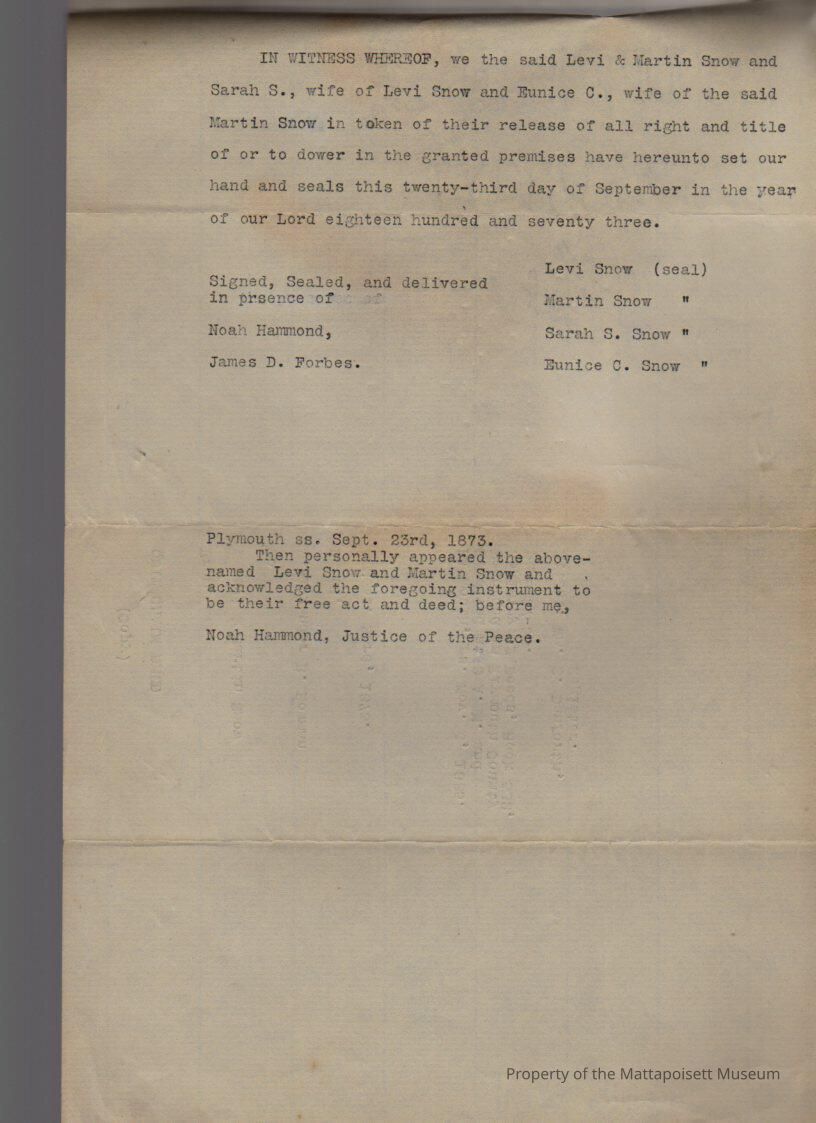 IN WITNESS WHEREOF, we the said Levi & Martin Snow and
Sarah S., wife of Levi Snow and Eunice C., wife of the said
Martin Snow in token of their release of all right and title
of or to dower in the granted premises have hereunto set our
hand and seals this twenty-third day of September in the year
of our Lord eighteen hundred and seventy three.
Levi Snow (seal)
Signed, Sealed, and delivered
in prsence of
Martin Snow "
Noah Hammond,
Sarah S. Snow "
James D. Forbes.
Eunice C. Snow "
Plymouth ss. Sept. 23rd, 1873.
Then personally appeared the above-
named Levi Snow and Martin Snow and
acknowledged the foregoing instrument to
be their free act and deed; before me,
Noah Hammond, Justice of the Peace.
Property of the Mattapoisett Museum